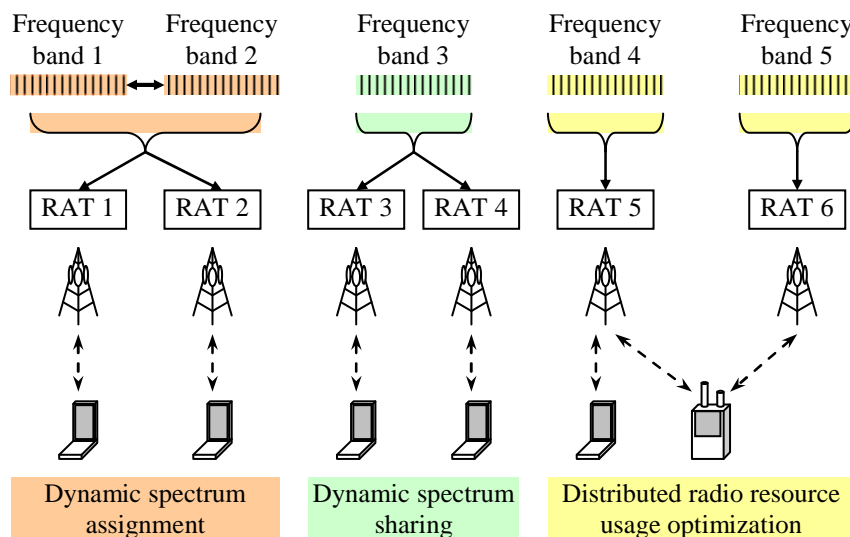 Frequency band 1
Frequency band 2
Frequency band 3
Frequency band 4
Frequency band 5
RAT 1
RAT 2
RAT 3
RAT 4
RAT 5
RAT 6
Dynamic spectrum
assignment
Dynamic spectrum
sharing
Distributed radio resource
usage optimization